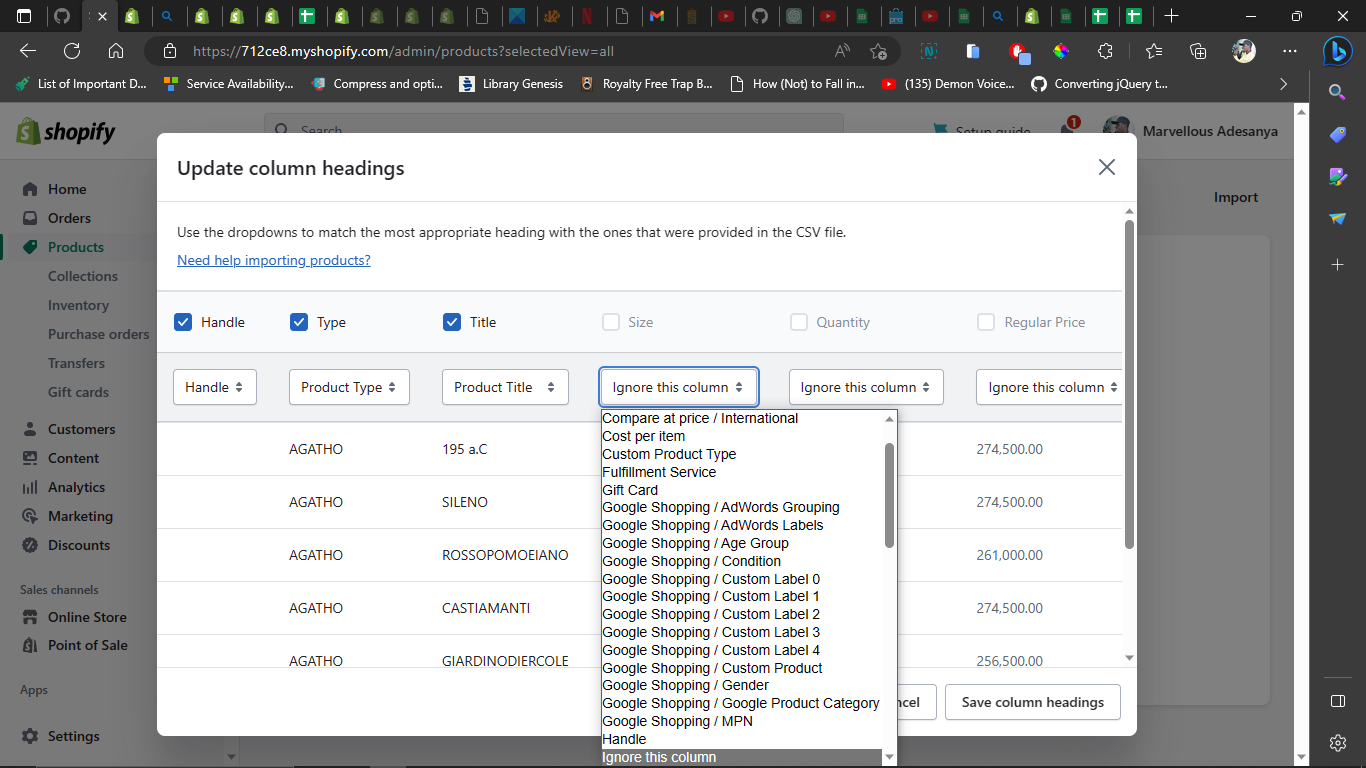 https://712ce8.myshopify.com/admin/products?selectedView=all
List of Important D...
Service Availability...
Compress and opti...
Library Genesis
Royalty Free Trap B...
How (Not) to Fall in...
(135) Demon Voice...
Converting jQuery t...
shopify
Search
Setup guide
1
Marvellous Adesanya
Home
Orders
Products
Collections
Inventory
Purchase orders
Transfers
Gift cards
Customers
Content
Analytics
Marketing
Discounts
Sales channels
Online Store
Point of Sale
Apps
Settings
Import
Update column headings
Use the dropdowns to match the most appropriate heading with the ones that were provided in the CSV file.
Need help importing products?
Handle Type Title Size Quantity Regular Price
Handle Product Type Product Title Ignore this column Ignore this column Ignore this column
AGATHO 195 a.C 274,500.00
AGATHO SILENO 274,500.00
AGATHO ROSSOPOMOEIANO 261,000.00
AGATHO CASTIAMANTI 274,500.00
AGATHO GIARDINODIERCOLE 256,500.00
Compare at price / International
Cost per item
Custom Product Type
Fulfillment Service
Gift Card
Google Shopping / AdWords Grouping
Google Shopping / AdWords Labels
Google Shopping / Age Group
Google Shopping / Condition
Google Shopping / Custom Label 0
Google Shopping / Custom Label 1
Google Shopping / Custom Label 2
Google Shopping / Custom Label 3
Google Shopping / Custom Label 4
Google Shopping / Custom Product
Google Shopping / Gender
Google Shopping / Google Product Category
Google Shopping / MPN
Handle
Ignore this column
ncel
Save column headings